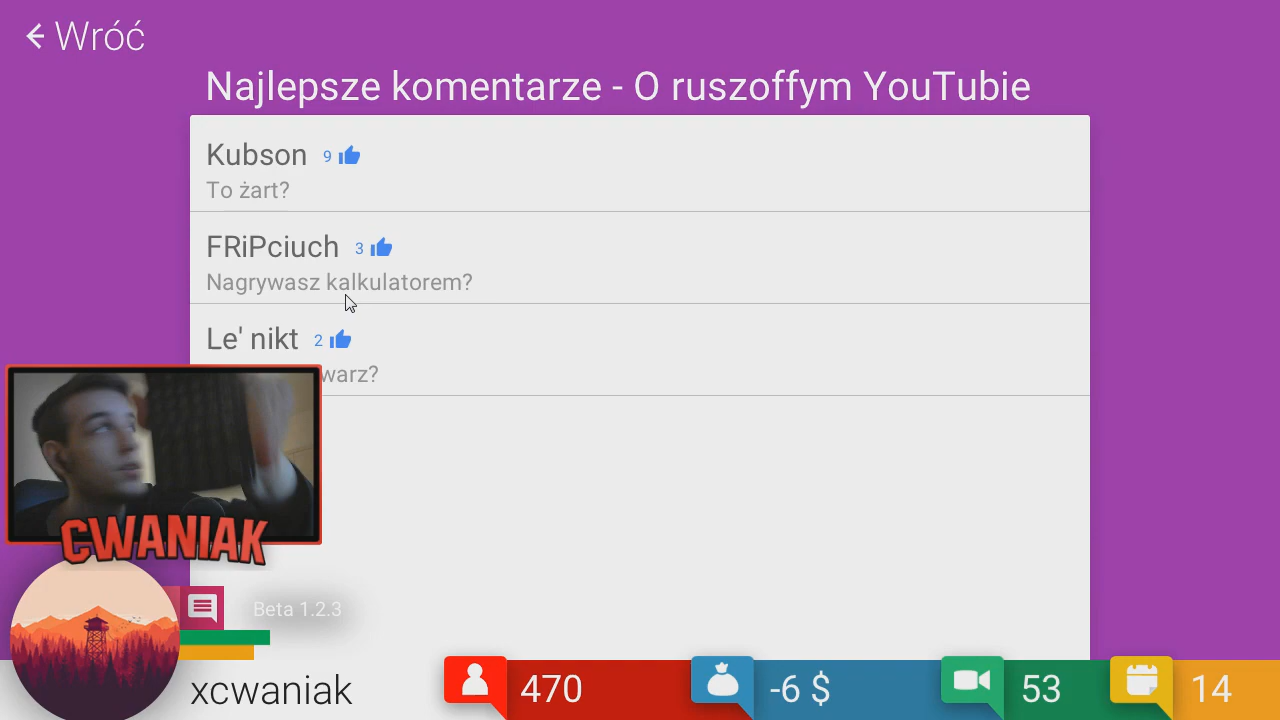 Wróć
Najlepsze komentarze - O ruszoffym YouTubie
Kubson 9
To żart?
FRiPciuch 3
Nagrywasz kalkulatorem?
Le' nikt 2
CWANIAK
Beta 1.2.3
xcwaniak
470
-6 $
53
14